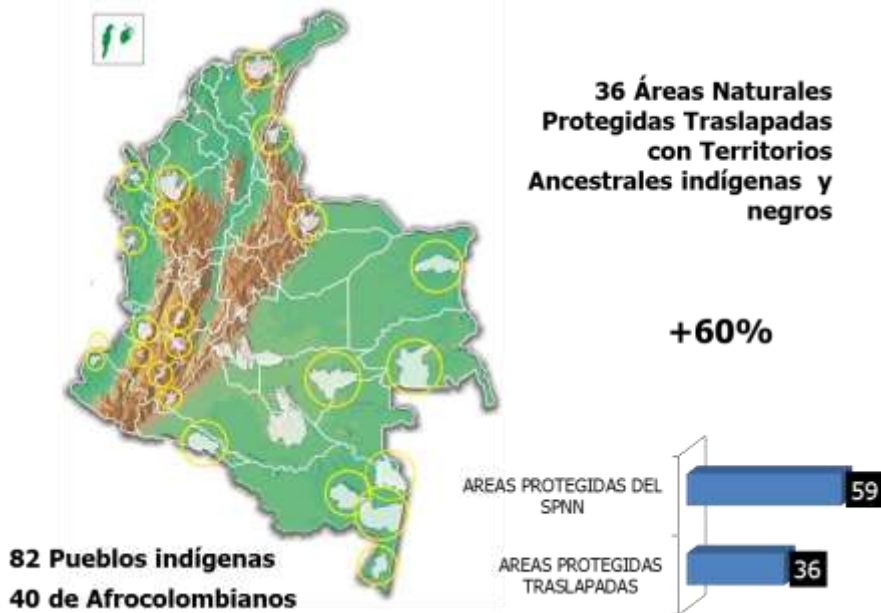 36 Áreas Naturales
Protegidas Traslapadas
con Territorios
Ancestrales indígenas y
negros
+60%
AREAS PROTEGIDAS DEL
SPNN
59
AREAS PROTEGIDAS
TRASLAPADAS
36
82 Pueblos indígenas
40 de Afrocolombianos